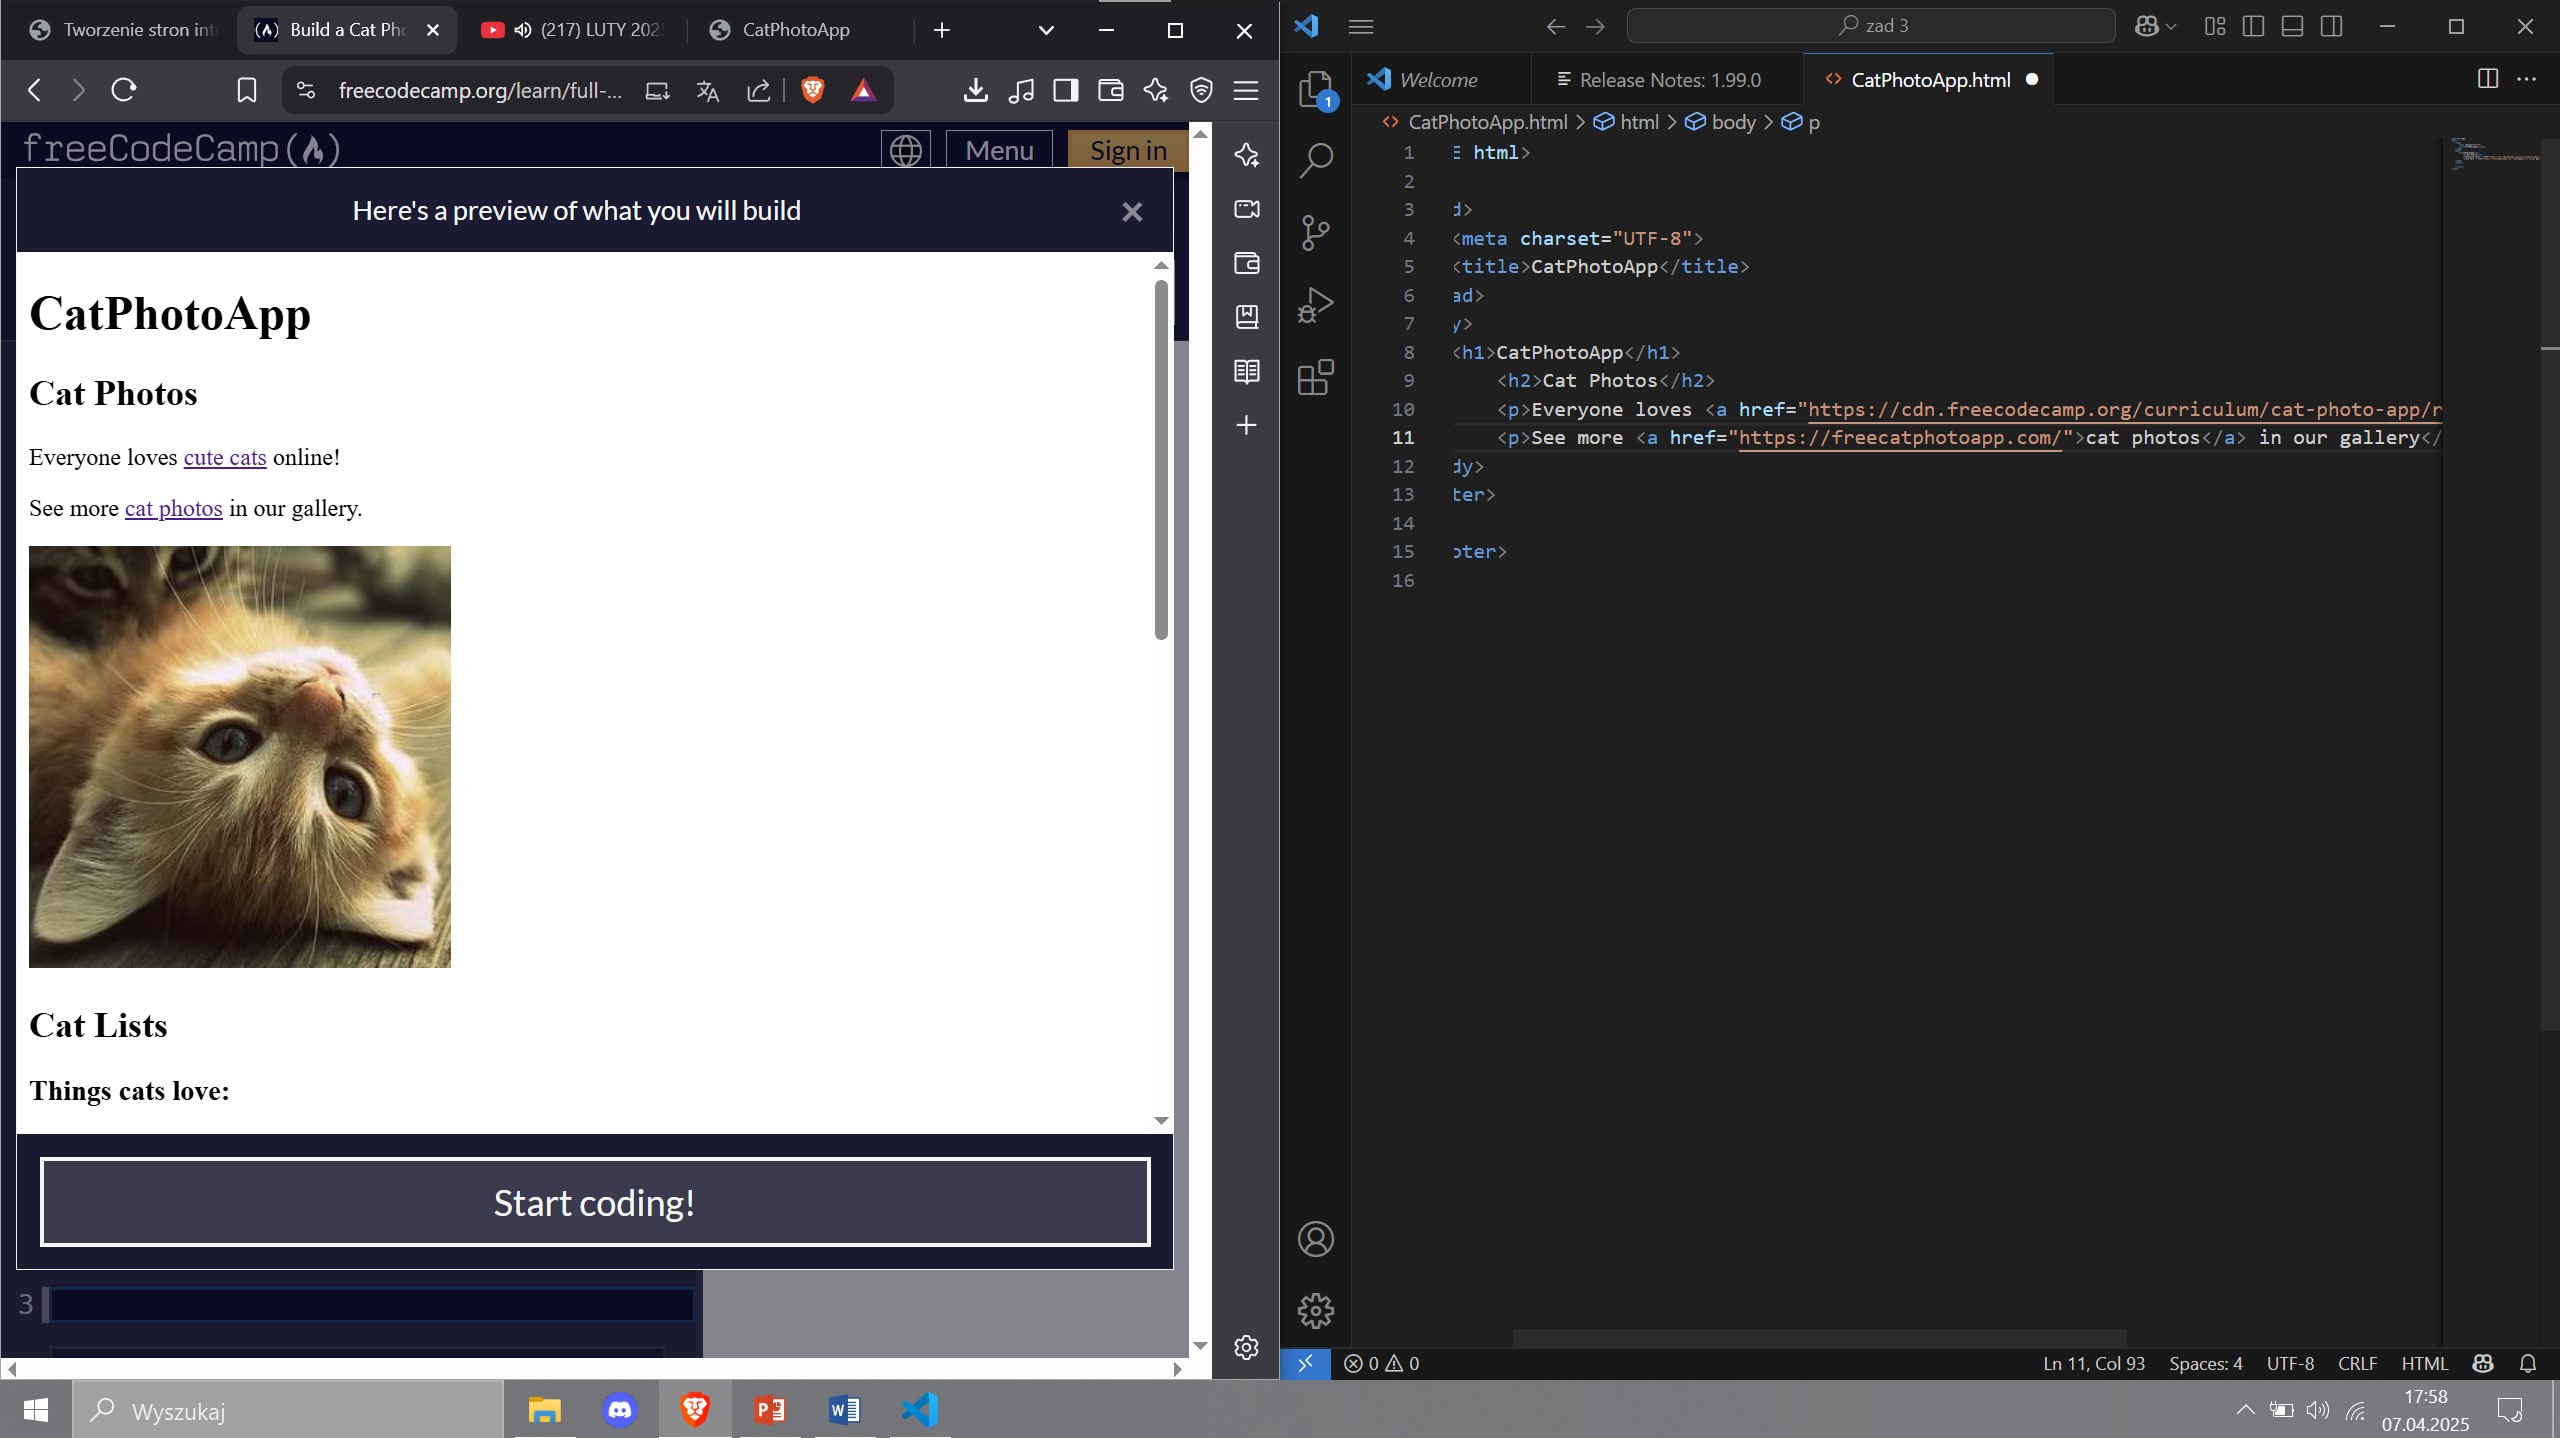 Tworzenie stron int
Build a Cat Pho
(217) LUTY 202
CatPhotoApp
freecodecamp.org/learn/full-...
freeCodeCamp
Menu
Sign in
Here's a preview of what you will build
CatPhotoApp
Cat Photos
Everyone loves cute cats online!
See more cat photos in our gallery.
Cat Lists
Things cats love:
Start coding!
3
zad 3
Welcome
Release Notes: 1.99.0
CatPhotoApp.html
1
CatPhotoApp.html > html > body > p
1 E html>
2
3 d>
4 <meta charset="UTF-8">
5 <title>CatPhotoApp</title>
6 ad>
7 y>
8 <h1>CatPhotoApp</h1>
9 <h2>Cat Photos</h2>
10 <p>Everyone loves <a href="https://cdn.freecodecamp.org/curriculum/cat-photo-app/r
11 <p>See more <a href="https://freecatphotoapp.com/">cat photos</a> in our gallery</
12 dy>
13 ter>
14
15 oter>
16
0 0
Ln 11, Col 93
Spaces: 4
UTF-8
CRLF
HTML
Wyszukaj
17:58
07.04.2025